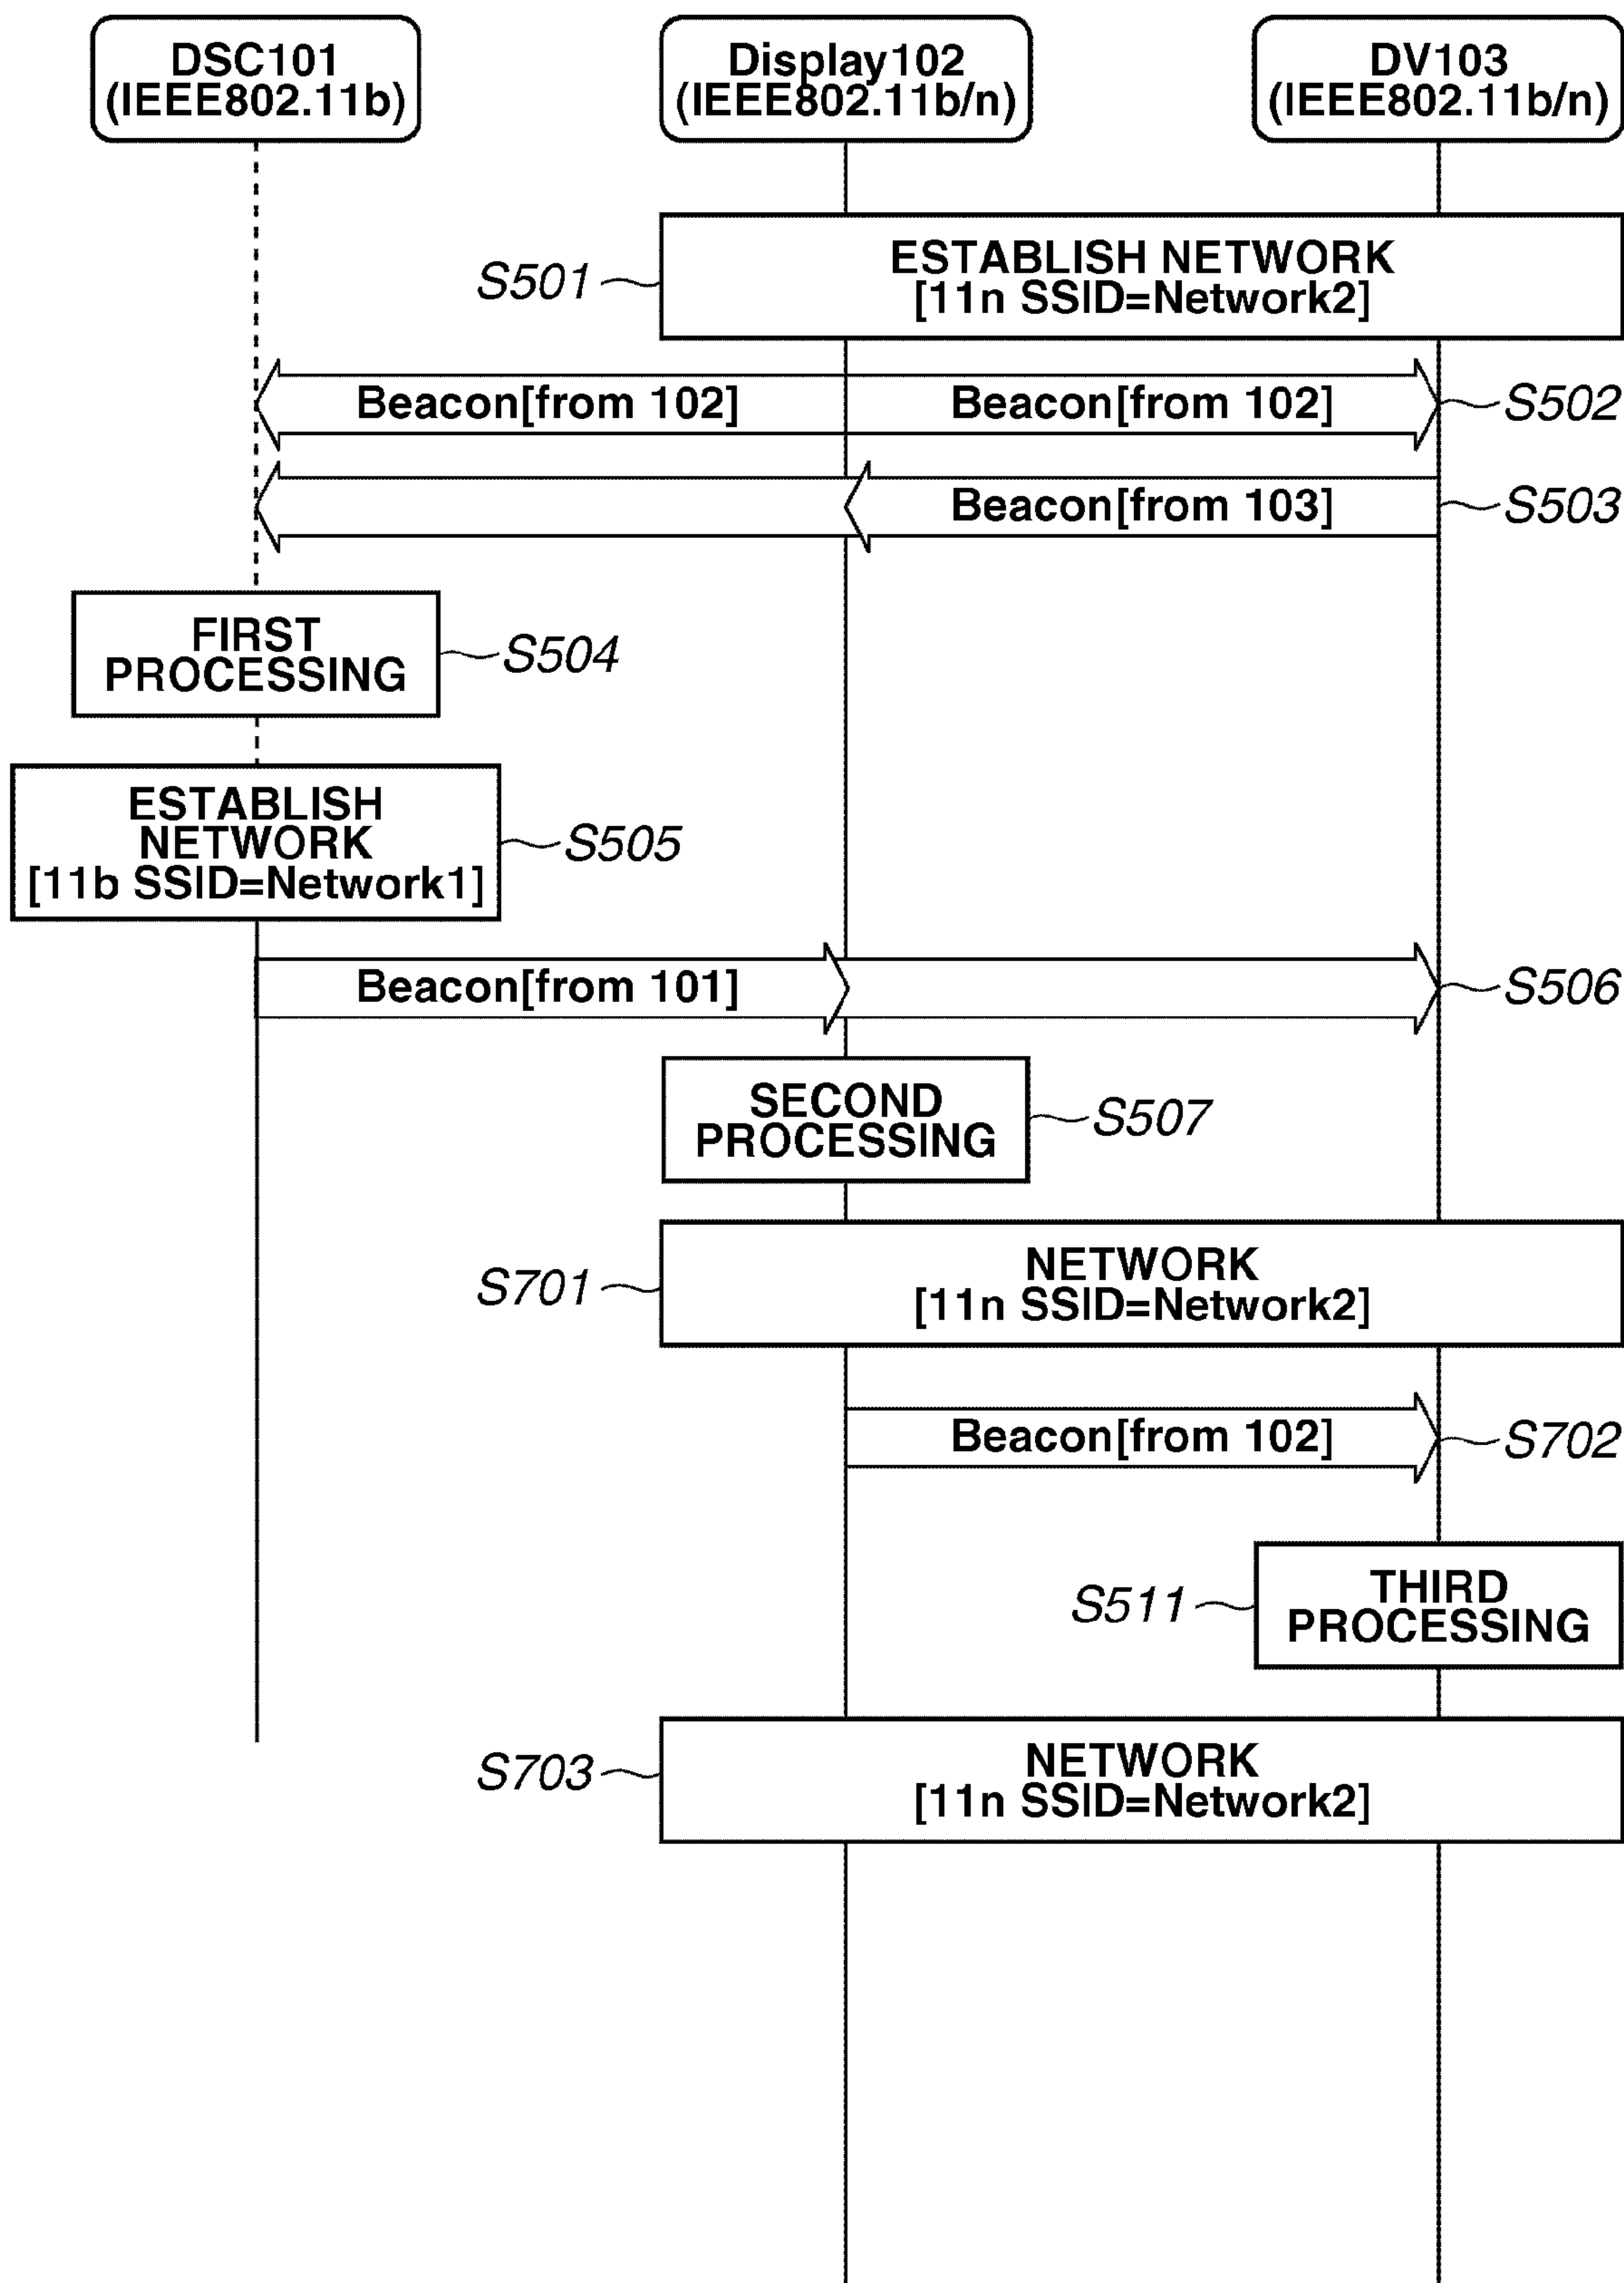 DSC101
(IEEE802.11b)
Display102
(IEEE802.11b/n)
DV103
(IEEE802.11b/n)
S501
ESTABLISH NETWORK
[11n SSID=Network2]
Beacon[from 102]
Beacon[from 102]
S502
Beacon[from 103]
S503
FIRST
PROCESSING
S504
ESTABLISH
NETWORK
[11b SSID=Network1]
S505
Beacon[from 101]
S506
SECOND
PROCESSING
S507
S701
NETWORK
[11n SSID=Network2]
Beacon[from 102]
S702
S511
THIRD
PROCESSING
S703
NETWORK
[11n SSID=Network2]